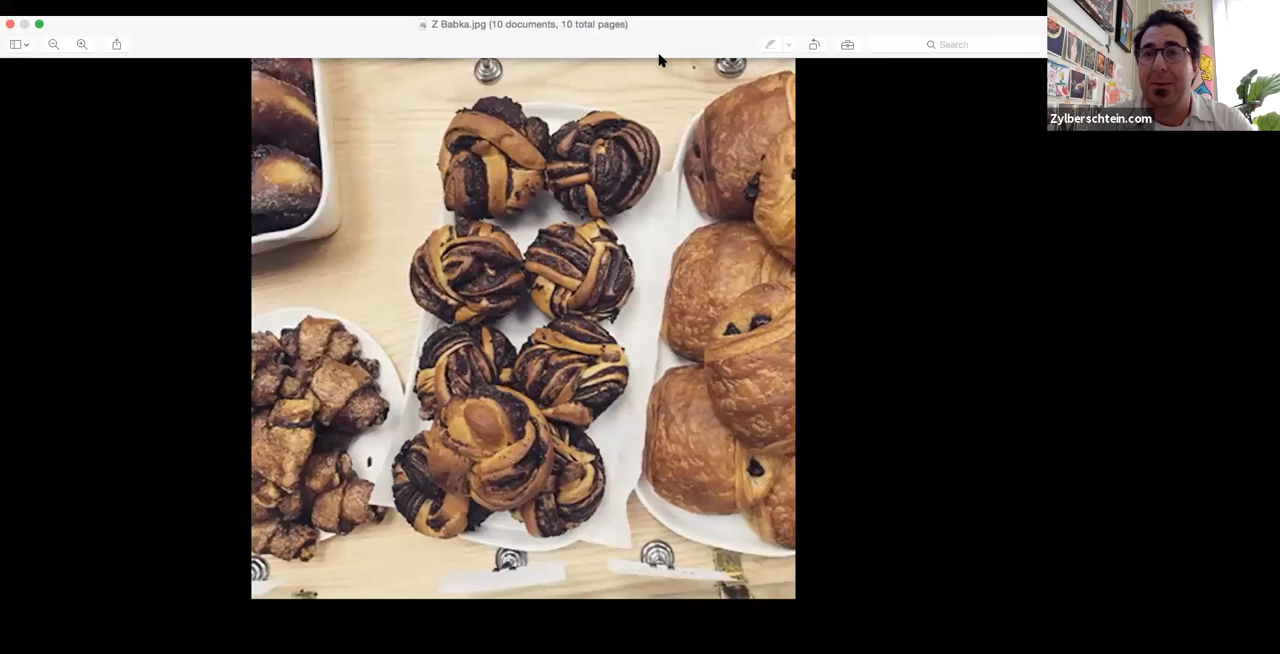 Z Babka.jpg (10 documents, 10 total pages)
Search
Zylberschtein.com